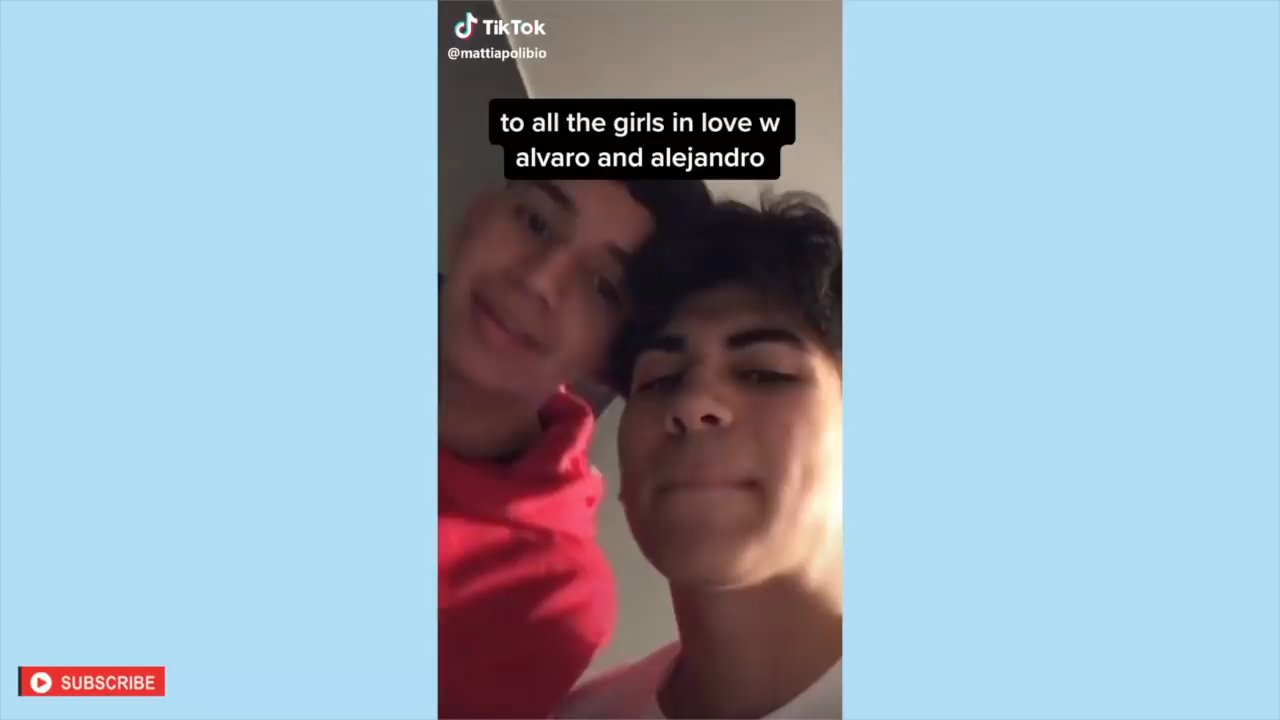 TikTok
@mattiapolibio
to all the girls in love w
alvaro and alejandro
SUBSCRIBE